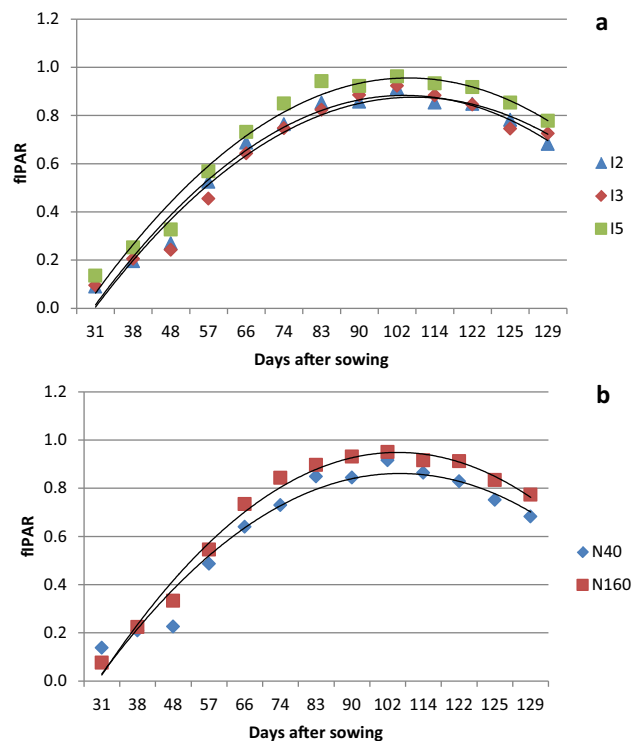 a
1.2
1.0
0.8
0.6
0.4
0.2
0.0
fIPAR
31 38 48 57 66 74 83 90 102 114 122 125 129
Days after sowing
I2
I3
I5
b
1.2
1.0
0.8
0.6
0.4
0.2
0.0
fIPAR
31 38 48 57 66 74 83 90 102 114 122 125 129
Days after sowing
N40
N160